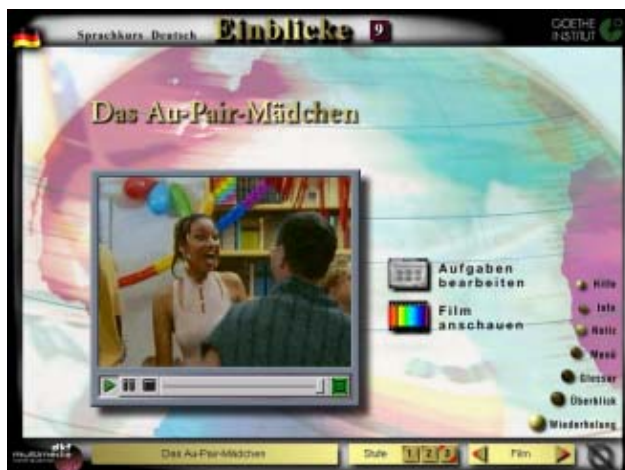 Sprachkurs Deutsch Einblicke 9
GOETHE
INSTITUT
Das Au-Pair-Mädchen
Aufgaben
bearbeiten
Film
anschauen
Hilfe
Info
Notiz
Menü
Glossar
Überblick
Wiederholung
multimedia
Das Au-Pair-Mädchen
Stufe 1 2 3
Film